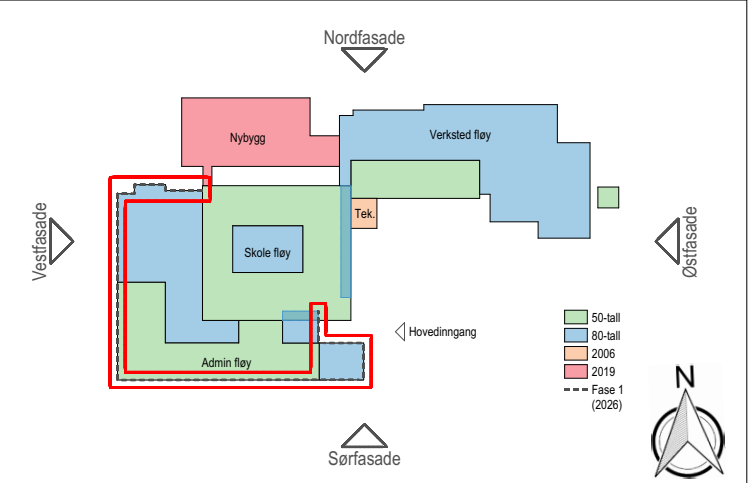 Nordfasade
Nybygg
Verksted fløy
Tek.
Vestfasade
Skole fløy
Østfasade
Hovedinngang
Admin fløy
50-tall
80-tall
2006
2019
Fase 1
(2026)
N
Sørfasade